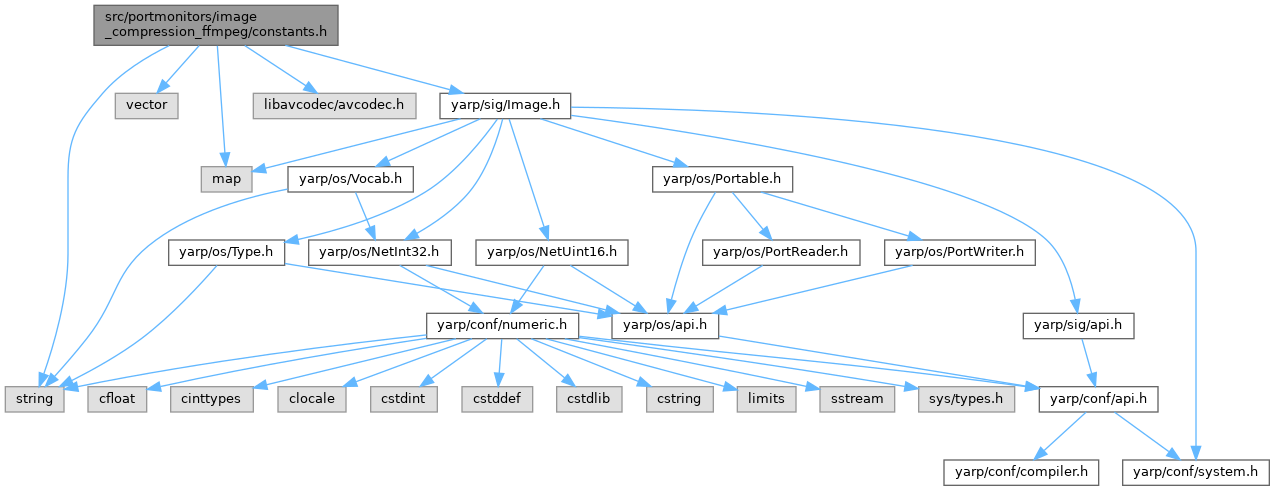 src/portmonitors/image
_compression_ffmpeg/constants.h
vector
libavcodec/avcodec.h
yarp/sig/Image.h
map
yarp/os/Vocab.h
yarp/os/Portable.h
yarp/os/Type.h
yarp/os/NetInt32.h
yarp/os/NetUint16.h
yarp/os/PortReader.h
yarp/os/PortWriter.h
yarp/conf/numeric.h
yarp/os/api.h
yarp/sig/api.h
string
cfloat
cinttypes
clocale
cstdint
cstddef
cstdlib
cstring
limits
sstream
sys/types.h
yarp/conf/api.h
yarp/conf/compiler.h
yarp/conf/system.h